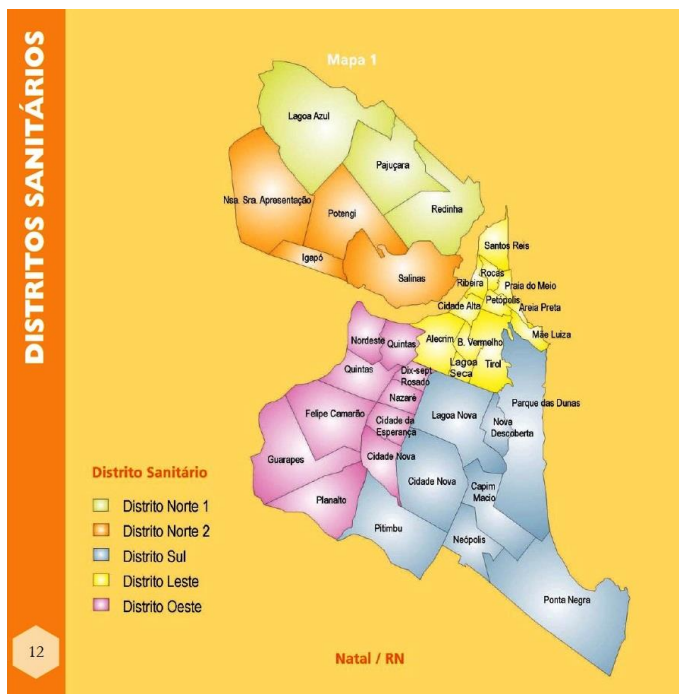 DISTRITOS SANITÁRIOS
Mapa 1
Lagoa Azul
Pajuçara
Nsa. Sra. Apresentação
Potengi
Redinha
Igapó
Salinas
Santos Reis
Rocas
Ribeira
Praia do Meio
Petópolis
Cidade Alta
Areia Preta
Mãe Luiza
Nordeste
Quintas
Alecrim
B. Vermelho
Lagoa
Seca
Tirol
Quintas
Dix-sept
Rosado
Nazaré
Parque das Dunas
Felipe Camarão
Cidade da
Esperança
Lagoa Nova
Nova
Descoberta
Guarapes
Cidade Nova
Cidade Nova
Capim
Macio
Planalto
Pitimbu
Neópolis
Ponta Negra
Distrito Sanitário
Distrito Norte 1
Distrito Norte 2
Distrito Sul
Distrito Leste
Distrito Oeste
12
Natal / RN